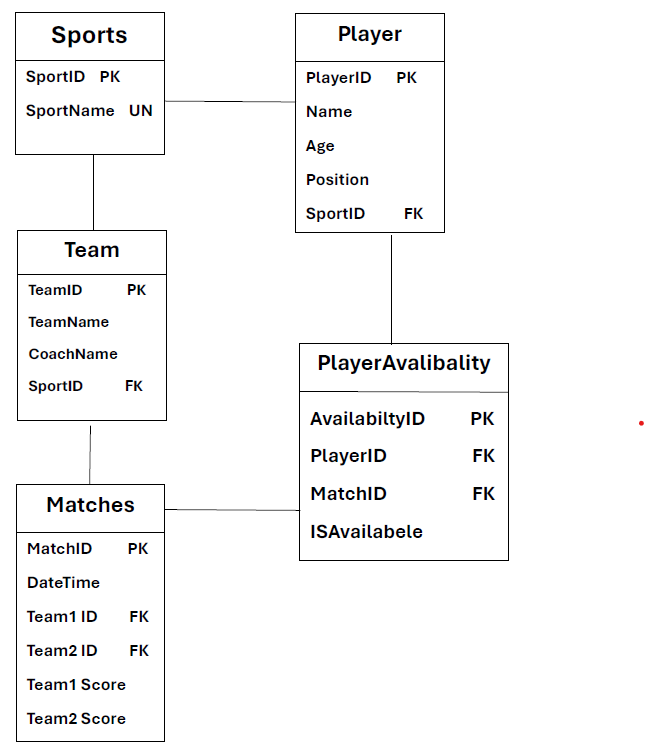 Sports
SportID PK
SportName UN
Player
PlayerID PK
Name
Age
Position
SportID FK
Team
TeamID PK
TeamName
CoachName
SportID FK
PlayerAvalibality
AvailabiltyID PK
PlayerID FK
MatchID FK
ISAvailabele
Matches
MatchID PK
DateTime
Team1 ID FK
Team2 ID FK
Team1 Score
Team2 Score